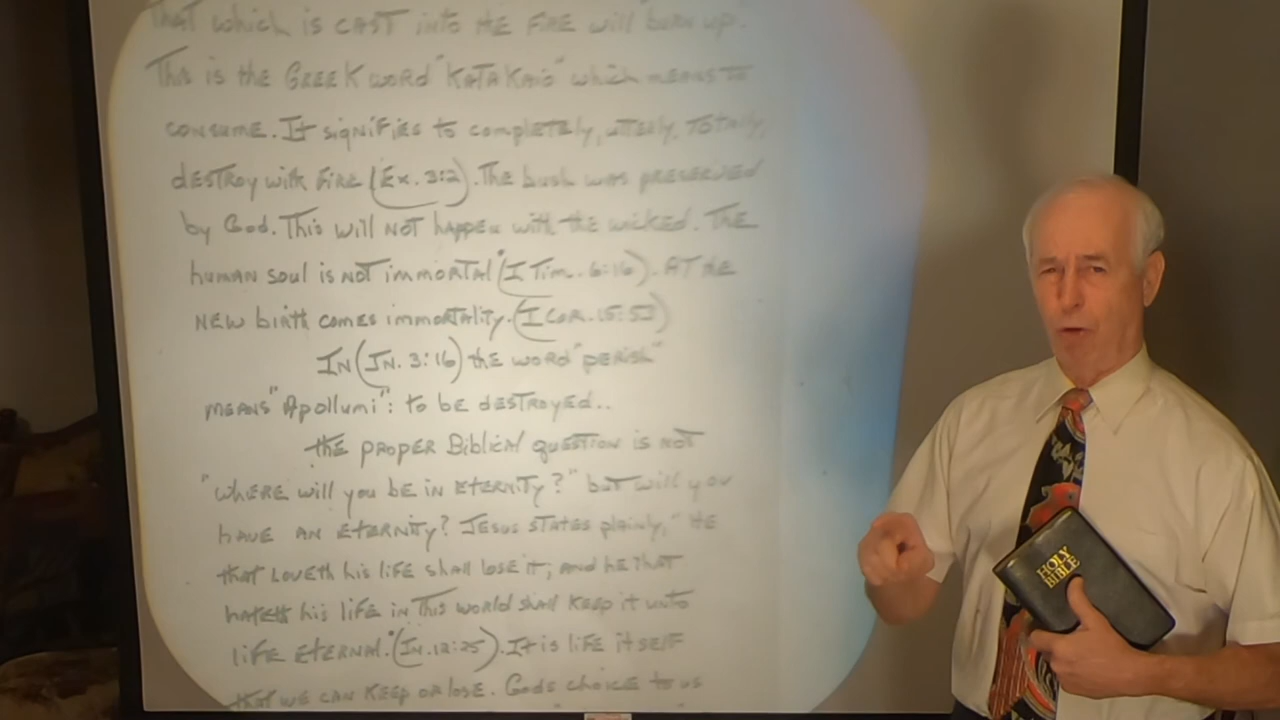 That which is CAST into THE FIRE will "burn up".
This is the GREEK word "KATAKAIO" which means to
consume. It signifies to completely, utterly, TOTALLY,
destroy with Fire (Ex. 3:2). The bush was preserved
by God. This will NOT happen with the wicked. The
human soul is NOT immortal (I Tim. 6:16). AT the
NEW birth comes immortality. (I COR. 15:53)
IN (JN. 3:16) the word "perish"
MEANS "Apollumi": to be destroyed..
the proper Biblical question is NOT
"where will you be in eternity?" but will you
have an eternity? Jesus states plainly, "HE
that Loveth his life shall lose it; and he that
hateth his life in This world shall keep it unto
life eternal." (JN. 12:25). It is life itself
that we can keep or lose. Gods choice to us
HOLY
BIBLE